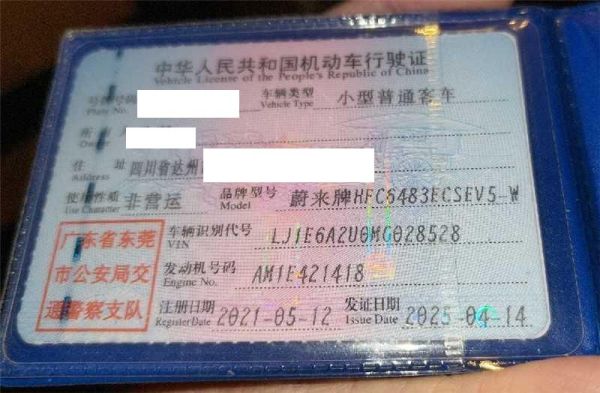 中华人民共和国机动车行驶证
Vehicle License of the People's Republic of China
号牌号码 车辆类型 小型普通客车
Plate No. Vehicle Type
所有人
Owner
住 址 四川省达州
Address
使用性质 非营运 品牌型号 蔚来牌HFC6483ECSEV5-W
Use Character Model
车辆识别代号 LJ1E6A2U0MG028528
VIN
发动机号码 AM1E421418
Engine No.
注册日期 2021-05-12 发证日期 2025-04-14
Register Date Issue Date
广东省东莞
市公安局交
通警察支队